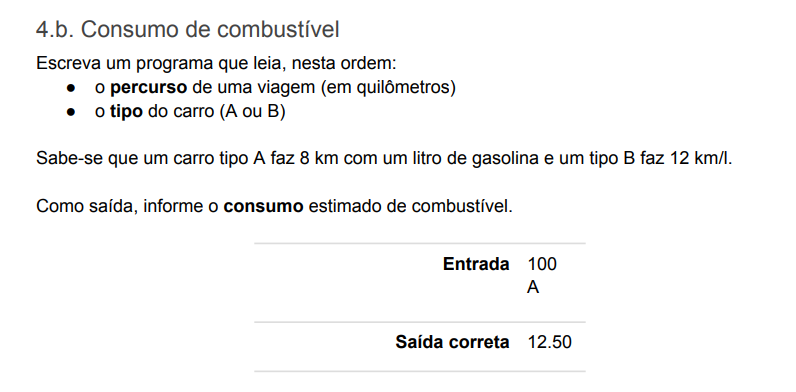 4.b. Consumo de combustível
Escreva um programa que leia, nesta ordem:
● o percurso de uma viagem (em quilômetros)
● o tipo do carro (A ou B)
Sabe-se que um carro tipo A faz 8 km com um litro de gasolina e um tipo B faz 12 km/l.
Como saída, informe o consumo estimado de combustível.
Entrada 100
A
Saída correta 12.50